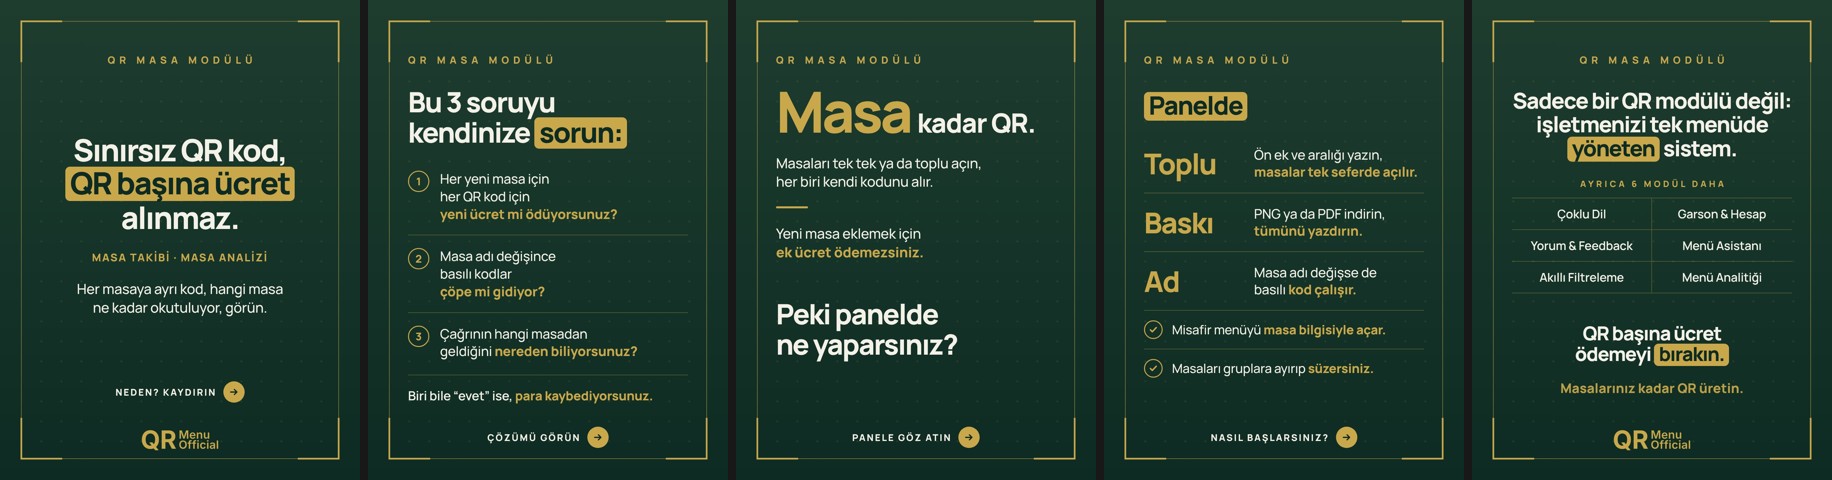 QR MASA MODÜLÜ
Sınırsız QR kod,
QR başına ücret
alınmaz.
MASA TAKİBİ · MASA ANALİZİ
Her masaya ayrı kod, hangi masa
ne kadar okutuluyor, görün.
NEDEN? KAYDIRIN
QR Menu
Official
QR MASA MODÜLÜ
Bu 3 soruyu
kendinize sorun:
1
Her yeni masa için
her QR kod için
yeni ücret mi ödüyorsunuz?
2
Masa adı değişince
basılı kodlar
çöpe mi gidiyor?
3
Çağrının hangi masadan
geldiğini nereden biliyorsunuz?
Biri bile “evet” ise, para kaybediyorsunuz.
ÇÖZÜMÜ GÖRÜN
QR MASA MODÜLÜ
Masa kadar QR.
Masaları tek tek ya da toplu açın,
her biri kendi kodunu alır.
Yeni masa eklemek için
ek ücret ödemezsiniz.
Peki panelde
ne yaparsınız?
PANELE GÖZ ATIN
QR MASA MODÜLÜ
Panelde
Toplu
Ön ek ve aralığı yazın,
masalar tek seferde açılır.
Baskı
PNG ya da PDF indirin,
tümünü yazdırın.
Ad
Masa adı değişse de
basılı kod çalışır.
Misafir menüyü masa bilgisiyle açar.
Masaları gruplara ayırıp süzersiniz.
NASIL BAŞLARSINIZ?
QR MASA MODÜLÜ
Sadece bir QR modülü değil:
işletmenizi tek menüde
yöneten sistem.
AYRICA 6 MODÜL DAHA
Çoklu Dil
Garson & Hesap
Yorum & Feedback
Menü Asistanı
Akıllı Filtreleme
Menü Analitiği
QR başına ücret
ödemeyi bırakın.
Masalarınız kadar QR üretin.
QR Menu
Official